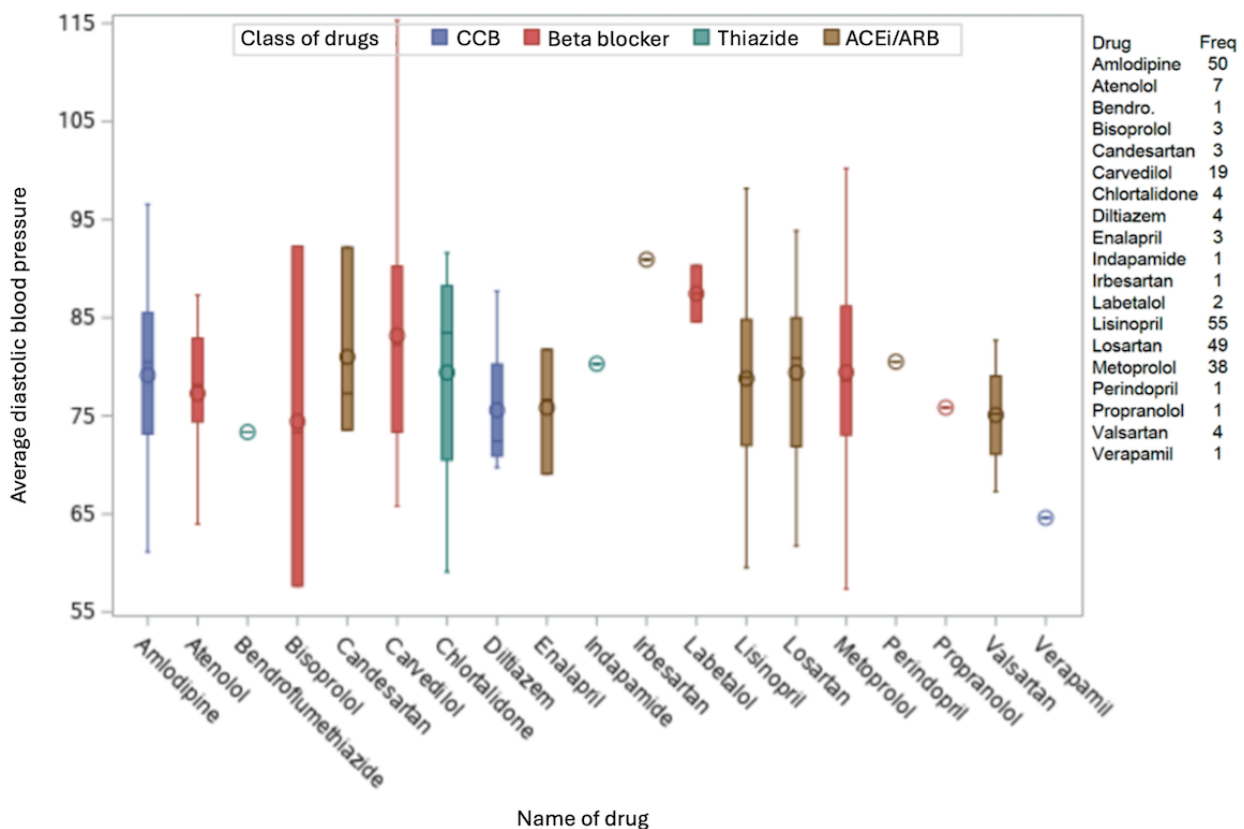 115
105
95
85
75
65
55
Average diastolic blood pressure
Class of drugs CCB Beta blocker Thiazide ACEi/ARB
Amlodipine
Atenolol
Bendroflumethiazide
Bisoprolol
Candesartan
Carvedilol
Chlortalidone
Diltiazem
Enalapril
Indapamide
Irbesartan
Labetalol
Lisinopril
Losartan
Metoprolol
Perindopril
Propranolol
Valsartan
Verapamil
Name of drug
Drug Freq
Amlodipine 50
Atenolol 7
Bendro. 1
Bisoprolol 3
Candesartan 3
Carvedilol 19
Chlortalidone 4
Diltiazem 4
Enalapril 3
Indapamide 1
Irbesartan 1
Labetalol 2
Lisinopril 55
Losartan 49
Metoprolol 38
Perindopril 1
Propranolol 1
Valsartan 4
Verapamil 1